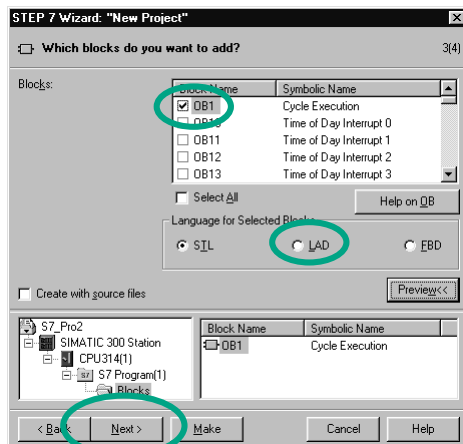 STEP 7 Wizard: "New Project"
Which blocks do you want to add? 3(4)
Blocks:
Block Name Symbolic Name
OB1 Cycle Execution
OB10 Time of Day Interrupt 0
OB11 Time of Day Interrupt 1
OB12 Time of Day Interrupt 2
OB13 Time of Day Interrupt 3
Select All
Help on OB
Language for Selected Blocks
STL LAD FBD
Create with source files
Preview<<
S7_Pro2
SIMATIC 300 Station
CPU314(1)
S7 Program(1)
Blocks
Block Name Symbolic Name
OB1 Cycle Execution
< Back Next > Make Cancel Help